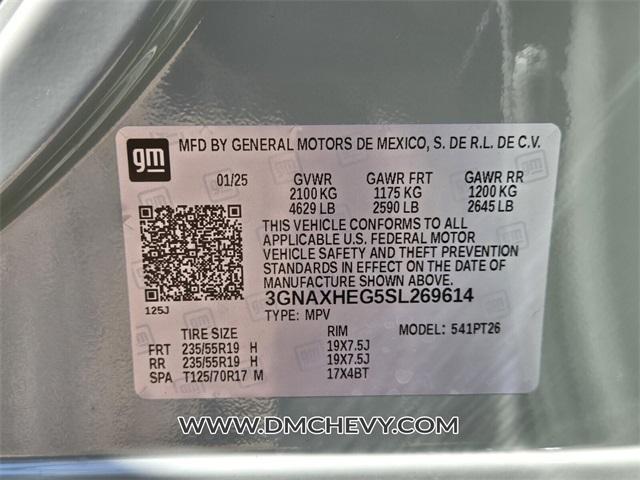 gm
MFD BY GENERAL MOTORS DE MEXICO, S. DE R.L. DE C.V.
01/25 GVWR GAWR FRT GAWR RR
2100 KG 1175 KG 1200 KG
4629 LB 2590 LB 2645 LB
THIS VEHICLE CONFORMS TO ALL
APPLICABLE U.S. FEDERAL MOTOR
VEHICLE SAFETY AND THEFT PREVENTION
STANDARDS IN EFFECT ON THE DATE OF
MANUFACTURE SHOWN ABOVE.
125J 3GNAXHEG5SL269614
TYPE: MPV MODEL: 541PT26
TIRE SIZE RIM
FRT 235/55R19 H 19X7.5J
RR 235/55R19 H 19X7.5J
SPA T125/70R17 M 17X4BT
WWW.DMCHEVY.COM